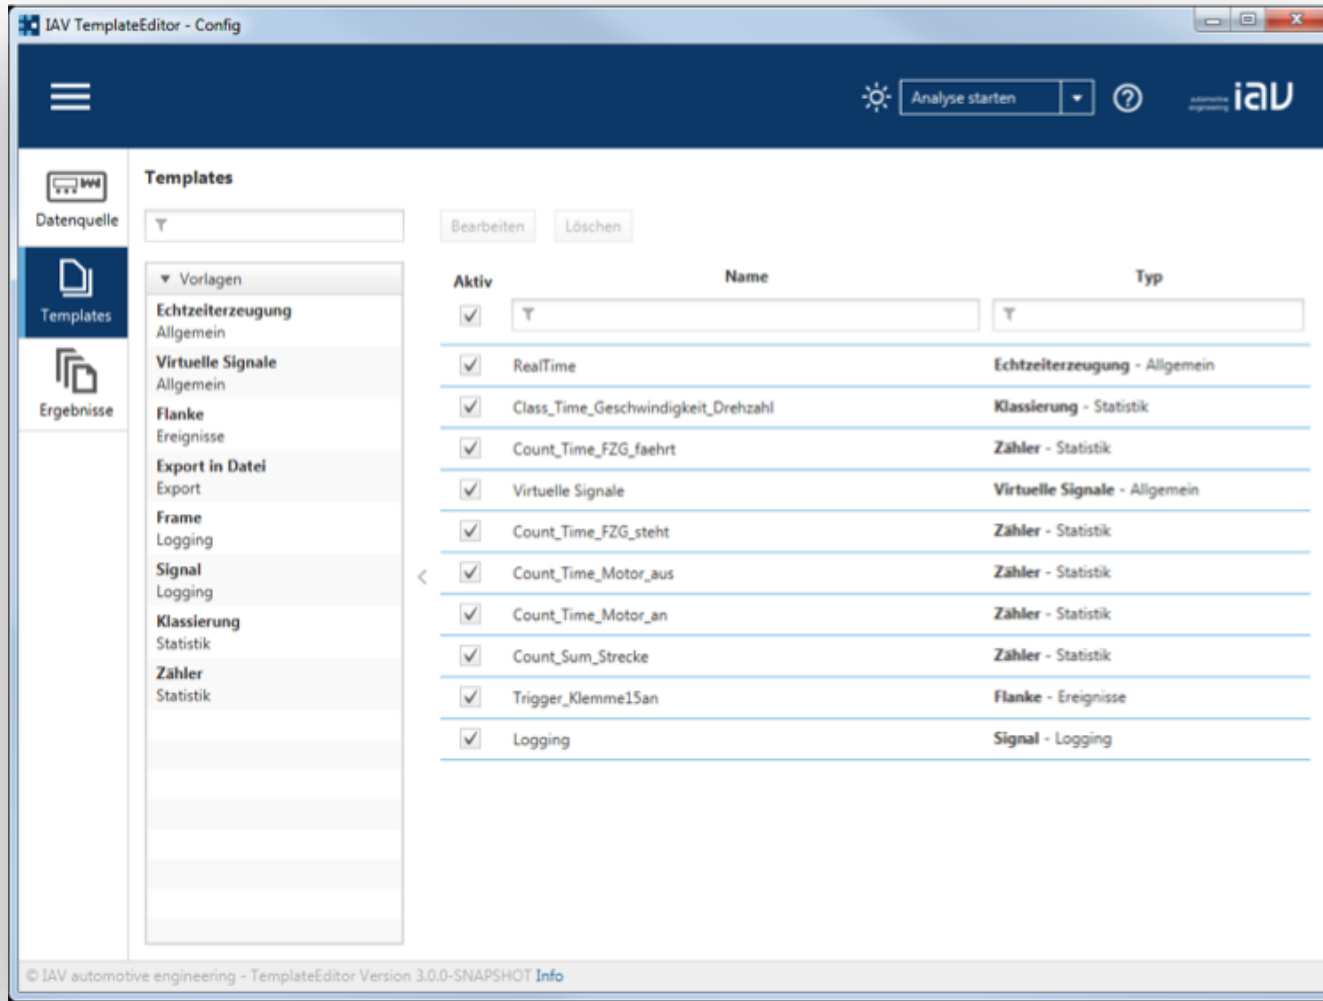 IAV TemplateEditor - Config
Analyse starten
automotive
engineering
iav
Datenquelle
Templates
Ergebnisse
Templates
Bearbeiten
Löschen
Vorlagen
Echtzeiterzeugung
Allgemein
Virtuelle Signale
Allgemein
Flanke
Ereignisse
Export in Datei
Export
Frame
Logging
Signal
Logging
Klassierung
Statistik
Zähler
Statistik
Aktiv Name Typ
RealTime Echtzeiterzeugung - Allgemein
Class_Time_Geschwindigkeit_Drehzahl Klassierung - Statistik
Count_Time_FZG_faehrt Zähler - Statistik
Virtuelle Signale Virtuelle Signale - Allgemein
Count_Time_FZG_steht Zähler - Statistik
Count_Time_Motor_aus Zähler - Statistik
Count_Time_Motor_an Zähler - Statistik
Count_Sum_Strecke Zähler - Statistik
Trigger_Klemme15an Flanke - Ereignisse
Logging Signal - Logging
© IAV automotive engineering - TemplateEditor Version 3.0.0-SNAPSHOT Info